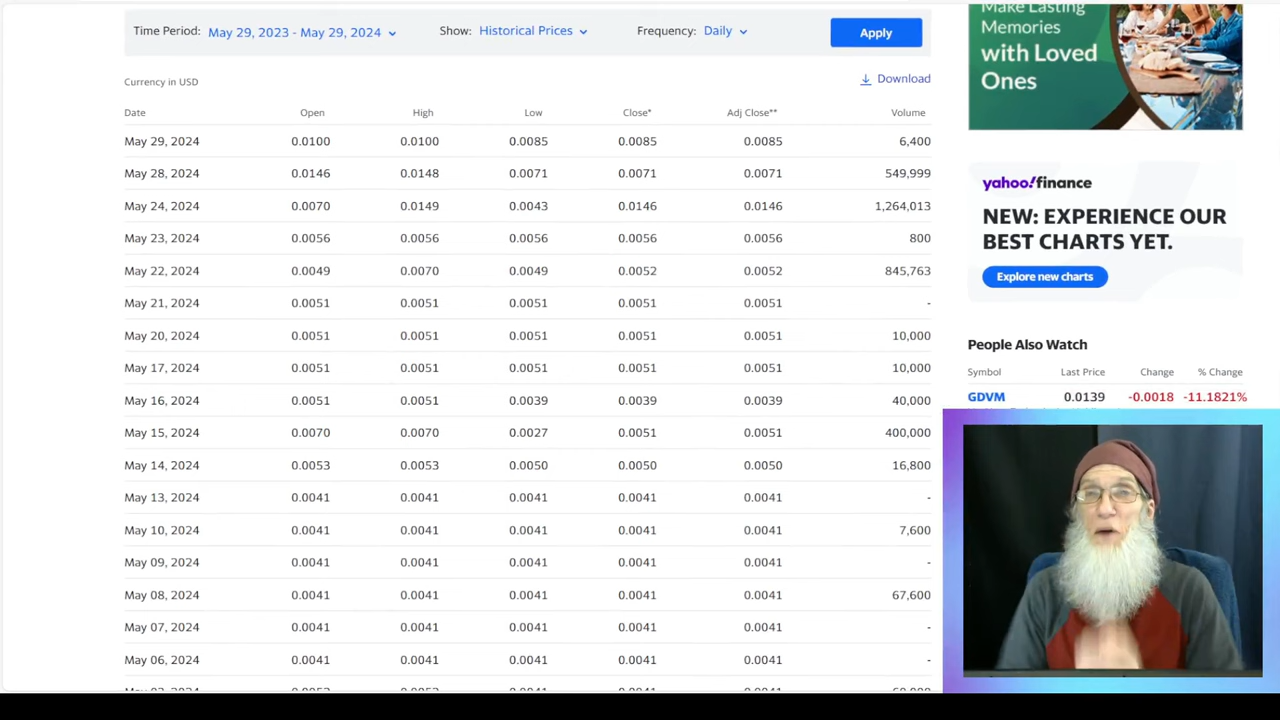 Time Period: May 29, 2023 - May 29, 2024 Show: Historical Prices Frequency: Daily Apply
Currency in USD Download
Date Open High Low Close* Adj Close** Volume
May 29, 2024 0.0100 0.0100 0.0085 0.0085 0.0085 6,400
May 28, 2024 0.0146 0.0148 0.0071 0.0071 0.0071 549,999
May 24, 2024 0.0070 0.0149 0.0043 0.0146 0.0146 1,264,013
May 23, 2024 0.0056 0.0056 0.0056 0.0056 0.0056 800
May 22, 2024 0.0049 0.0070 0.0049 0.0052 0.0052 845,763
May 21, 2024 0.0051 0.0051 0.0051 0.0051 0.0051 -
May 20, 2024 0.0051 0.0051 0.0051 0.0051 0.0051 10,000
May 17, 2024 0.0051 0.0051 0.0051 0.0051 0.0051 10,000
May 16, 2024 0.0051 0.0051 0.0039 0.0039 0.0039 40,000
May 15, 2024 0.0070 0.0070 0.0027 0.0051 0.0051 400,000
May 14, 2024 0.0053 0.0053 0.0050 0.0050 0.0050 16,800
May 13, 2024 0.0041 0.0041 0.0041 0.0041 0.0041 -
May 10, 2024 0.0041 0.0041 0.0041 0.0041 0.0041 7,600
May 09, 2024 0.0041 0.0041 0.0041 0.0041 0.0041 -
May 08, 2024 0.0041 0.0041 0.0041 0.0041 0.0041 67,600
May 07, 2024 0.0041 0.0041 0.0041 0.0041 0.0041 -
May 06, 2024 0.0041 0.0041 0.0041 0.0041 0.0041 -
Make Lasting
Memories
with Loved
Ones
yahoo!finance
NEW: EXPERIENCE OUR
BEST CHARTS YET.
Explore new charts
People Also Watch
Symbol Last Price Change % Change
GDVM 0.0139 -0.0018 -11.1821%